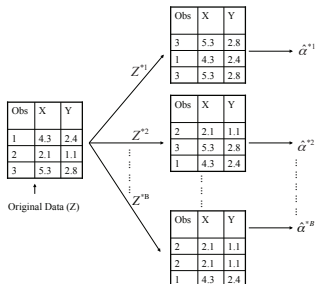 Obs X Y
3 5.3 2.8
1 4.3 2.4
3 5.3 2.8
Z*1
α̂*1
Obs X Y
1 4.3 2.4
2 2.1 1.1
3 5.3 2.8
Original Data (Z)
Z*2
Obs X Y
2 2.1 1.1
3 5.3 2.8
1 4.3 2.4
α̂*2
Z*B
Obs X Y
2 2.1 1.1
2 2.1 1.1
1 4.3 2.4
α̂*B